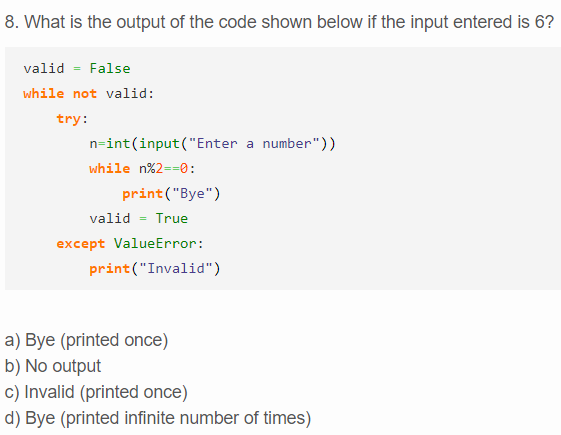 8. What is the output of the code shown below if the input entered is 6?
valid = False
while not valid:
    try:
        n=int(input("Enter a number"))
        while n%2==0:
            print("Bye")
        valid = True
    except ValueError:
        print("Invalid")
a) Bye (printed once)
b) No output
c) Invalid (printed once)
d) Bye (printed infinite number of times)